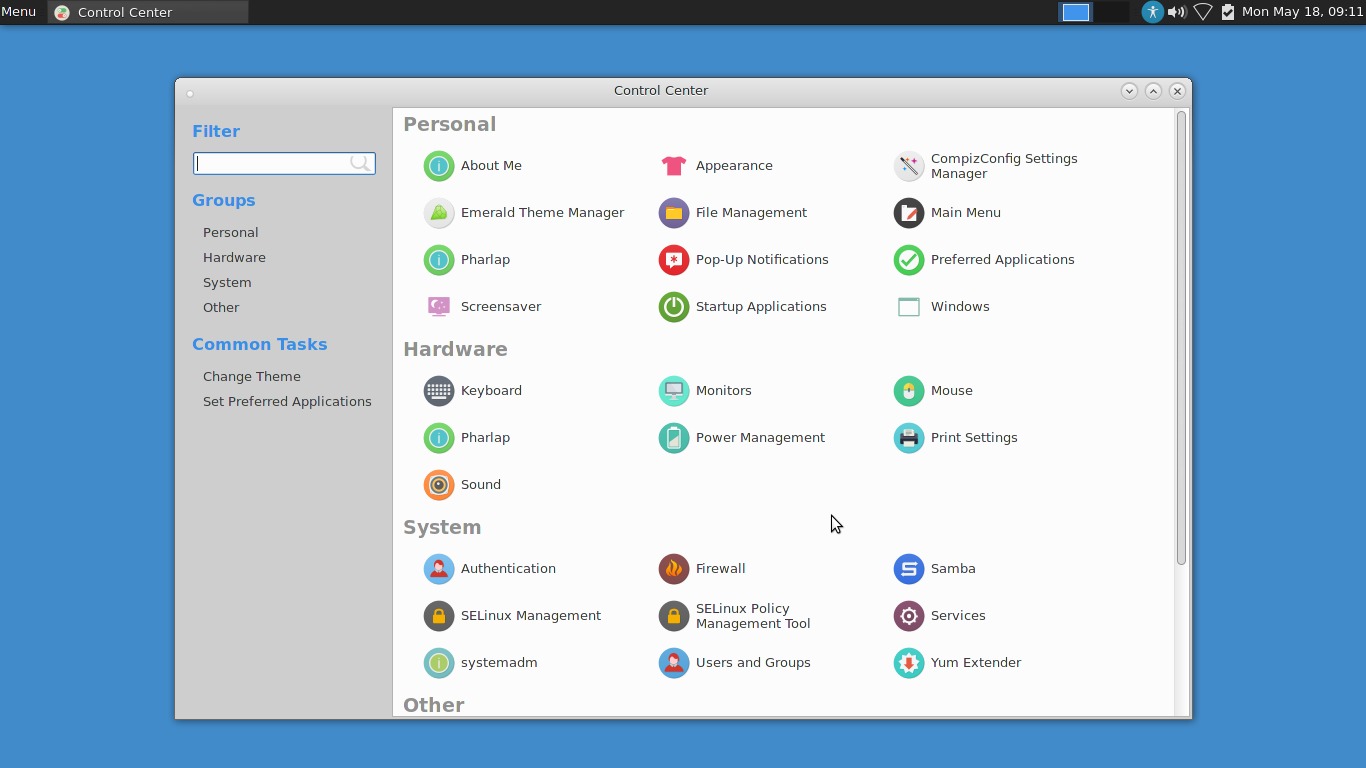 Menu
Control Center
Mon May 18, 09:11
Control Center
Filter
Groups
Personal
Hardware
System
Other
Common Tasks
Change Theme
Set Preferred Applications
Personal
About Me
Appearance
CompizConfig Settings
Manager
Emerald Theme Manager
File Management
Main Menu
Pharlap
Pop-Up Notifications
Preferred Applications
Screensaver
Startup Applications
Windows
Hardware
Keyboard
Monitors
Mouse
Pharlap
Power Management
Print Settings
Sound
System
Authentication
Firewall
Samba
SELinux Management
SELinux Policy
Management Tool
Services
systemadm
Users and Groups
Yum Extender
Other